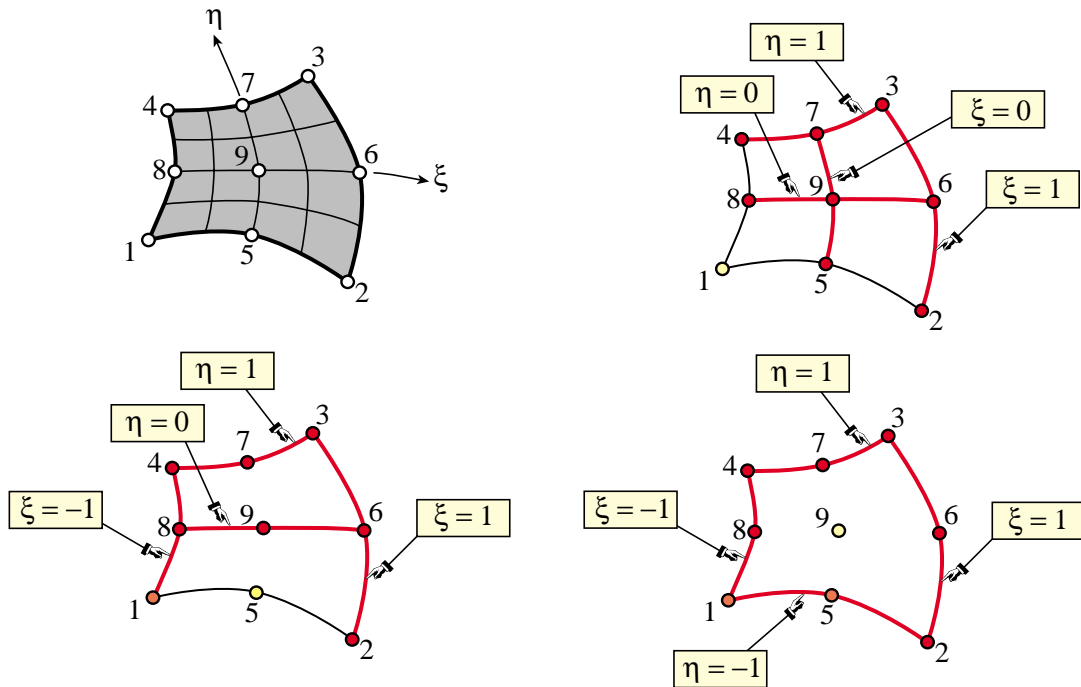 η
3
7
4
8
9
6
ξ
1
5
2
η = 1
η = 0
3
7
ξ = 0
4
8
9
6
ξ = 1
1
5
2
η = 1
η = 0
3
7
4
ξ = −1
8
9
6
ξ = 1
1
5
2
η = 1
3
7
4
ξ = −1
8
9
6
ξ = 1
1
5
2
η = −1